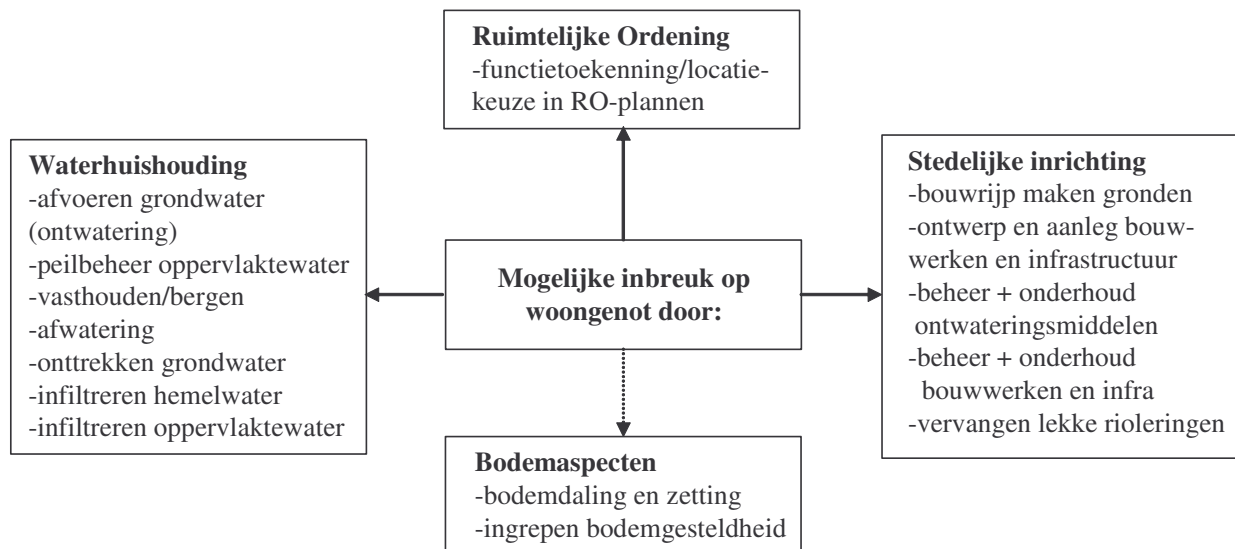 Ruimtelijke Ordening
-functietoekenning/locatie-
keuze in RO-plannen
Waterhuishouding
-afvoeren grondwater
(ontwatering)
-peilbeheer oppervlaktewater
-vasthouden/bergen
-afwatering
-onttrekken grondwater
-infiltreren hemelwater
-infiltreren oppervlaktewater
Mogelijke inbreuk op
woongenot door:
Stedelijke inrichting
-bouwrijp maken gronden
-ontwerp en aanleg bouw-
werken en infrastructuur
-beheer + onderhoud
ontwateringsmiddelen
-beheer + onderhoud
bouwwerken en infra
-vervangen lekke rioleringen
Bodemaspecten
-bodemdaling en zetting
-ingrepen bodemgesteldheid